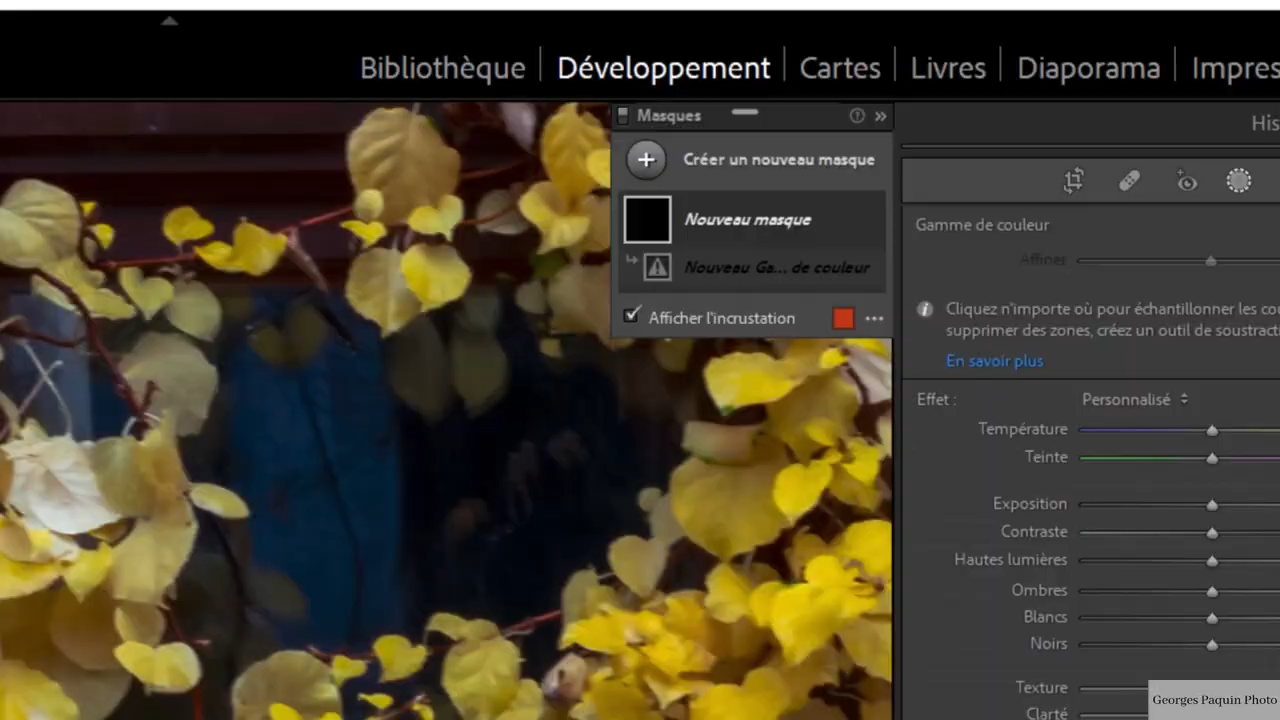 Bibliothèque Développement Cartes Livres Diaporama Impres
Masques
His
Créer un nouveau masque
Nouveau masque
Nouveau Ga... de couleur
Afficher l'incrustation
Gamme de couleur
Affiner
Cliquez n'importe où pour échantillonner les cou
supprimer des zones, créez un outil de soustracti
En savoir plus
Effet : Personnalisé
Température
Teinte
Exposition
Contraste
Hautes lumières
Ombres
Blancs
Noirs
Texture
Clarté
Georges Paquin Photo